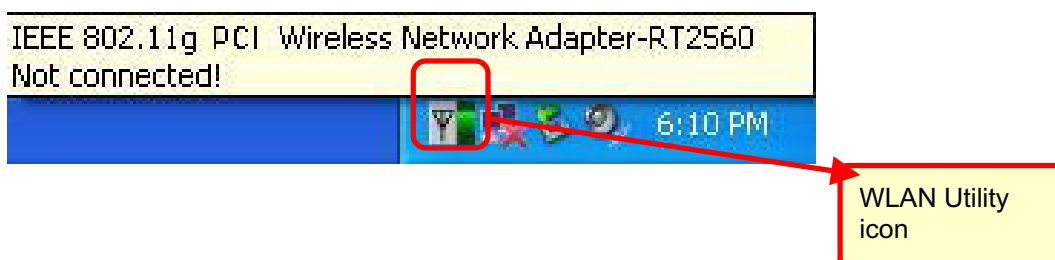 IEEE 802.11g PCI Wireless Network Adapter-RT2560
Not connected!
6:10 PM
WLAN Utility
icon